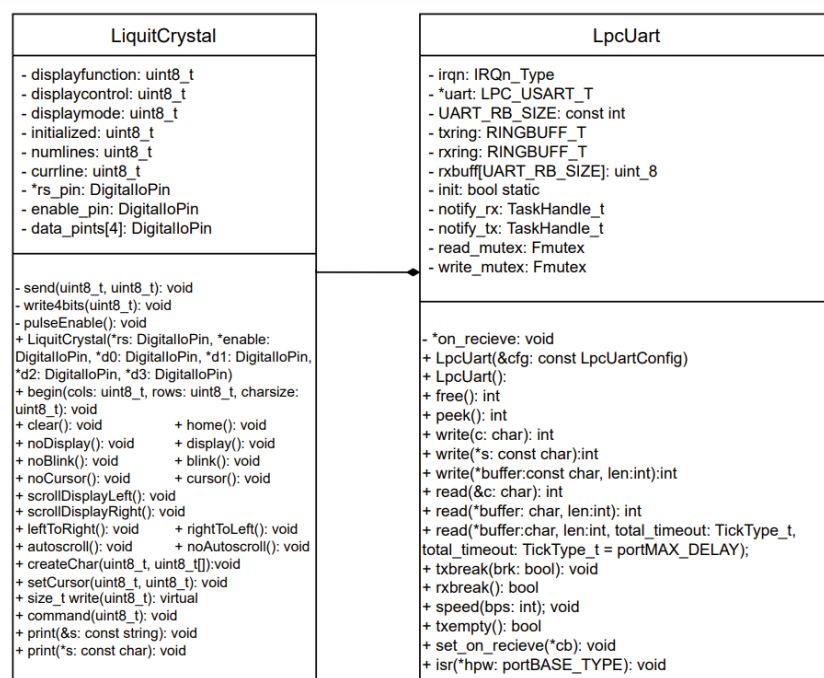 LiquitCrystal
- displayfunction: uint8_t
- displaycontrol: uint8_t
- displaymode: uint8_t
- initialized: uint8_t
- numlines: uint8_t
- currline: uint8_t
- *rs_pin: DigitalIoPin
- enable_pin: DigitalIoPin
- data_pints[4]: DigitalIoPin
- send(uint8_t, uint8_t): void
- write4bits(uint8_t): void
- pulseEnable(): void
+ LiquitCrystal(*rs: DigitalIoPin, *enable:
DigitalIoPin, *d0: DigitalIoPin, *d1: DigitalIoPin,
*d2: DigitalIoPin, *d3: DigitalIoPin)
+ begin(cols: uint8_t, rows: uint8_t, charsize:
uint8_t): void
+ clear(): void + home(): void
+ noDisplay(): void + display(): void
+ noBlink(): void + blink(): void
+ noCursor(): void + cursor(): void
+ scrollDisplayLeft(): void
+ scrollDisplayRight(): void
+ leftToRight(): void + rightToLeft(): void
+ autoscroll(): void + noAutoscroll(): void
+ createChar(uint8_t, uint8_t[]):void
+ setCursor(uint8_t, uint8_t): void
+ size_t write(uint8_t): virtual
+ command(uint8_t): void
+ print(&s: const string): void
+ print(*s: const char): void
LpcUart
- irqn: IRQn_Type
- *uart: LPC_USART_T
- UART_RB_SIZE: const int
- txring: RINGBUFF_T
- rxring: RINGBUFF_T
- rxbuff[UART_RB_SIZE]: uint_8
- init: bool static
- notify_rx: TaskHandle_t
- notify_tx: TaskHandle_t
- read_mutex: Fmutex
- write_mutex: Fmutex
- *on_recieve: void
+ LpcUart(&cfg: const LpcUartConfig)
+ LpcUart():
+ free(): int
+ peek(): int
+ write(c: char): int
+ write(*s: const char):int
+ write(*buffer:const char, len:int):int
+ read(&c: char): int
+ read(*buffer: char, len:int): int
+ read(*buffer:char, len:int, total_timeout: TickType_t,
total_timeout: TickType_t = portMAX_DELAY);
+ txbreak(brk: bool): void
+ rxbreak(): bool
+ speed(bps: int); void
+ txempty(): bool
+ set_on_recieve(*cb): void
+ isr(*hpw: portBASE_TYPE): void